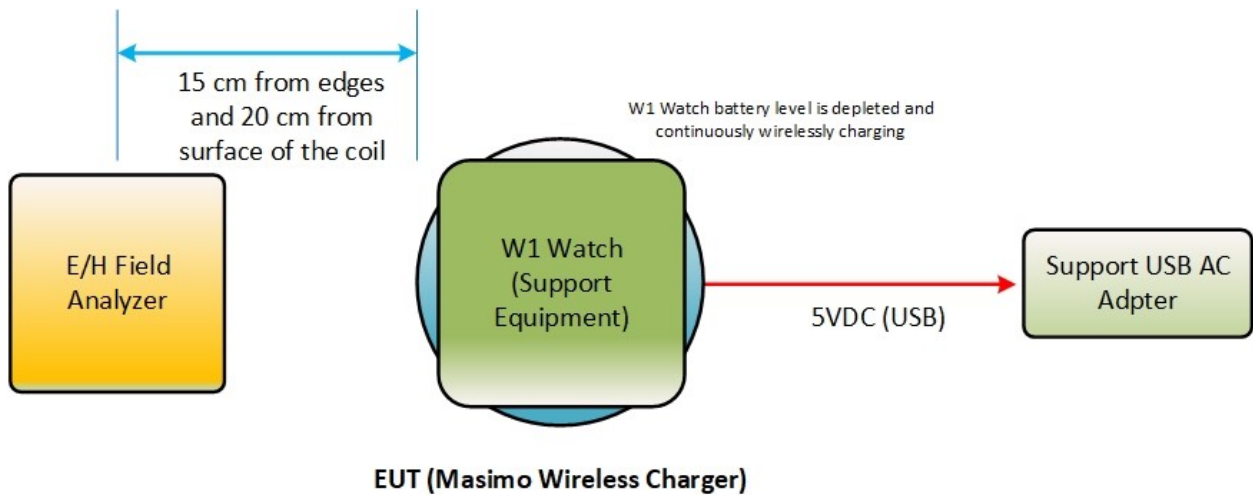 15 cm from edges
and 20 cm from
surface of the coil
W1 Watch battery level is depleted and
continuously wirelessly charging
E/H Field
Analyzer
W1 Watch
(Support
Equipment)
5VDC (USB)
Support USB AC
Adpter
EUT (Masimo Wireless Charger)